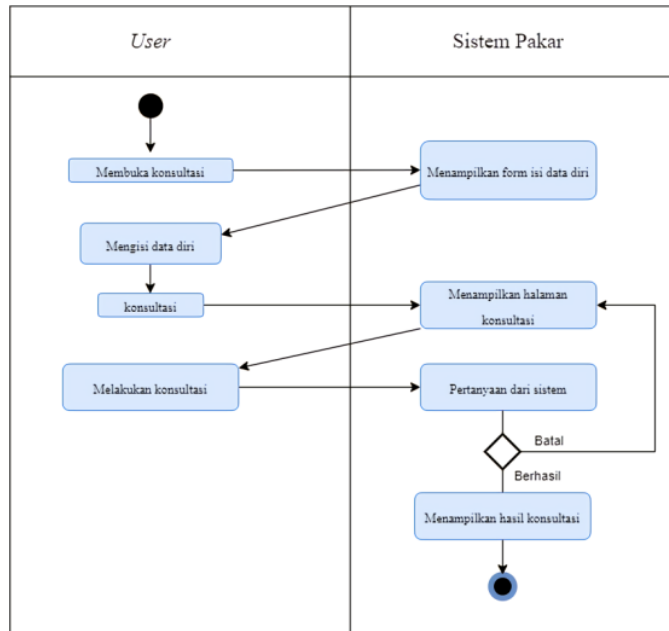 User
Sistem Pakar
Membuka konsultasi
Menampilkan form isi data diri
Mengisi data diri
konsultasi
Menampilkan halaman
konsultasi
Melakukan konsultasi
Pertanyaan dari sistem
Batal
Berhasil
Menampilkan hasil konsultasi